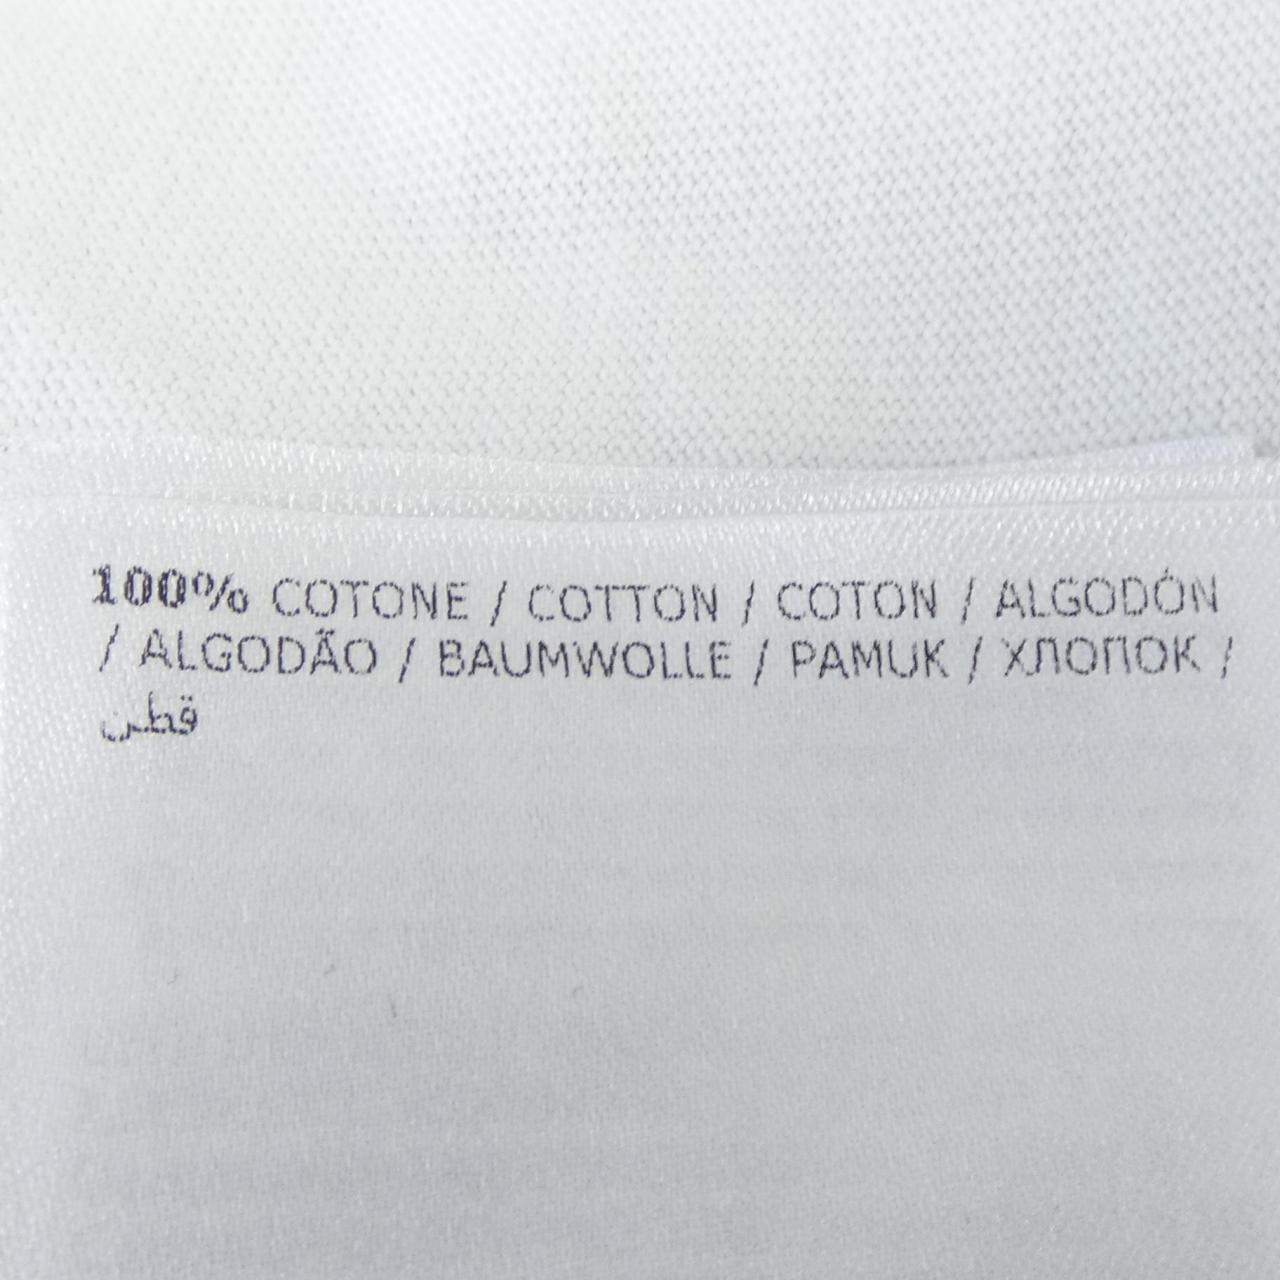 100% COTONE / COTTON / COTON / ALGODÓN
/ ALGODÃO / BAUMWOLLE / PAMUK / ХЛОПОК /
قطن